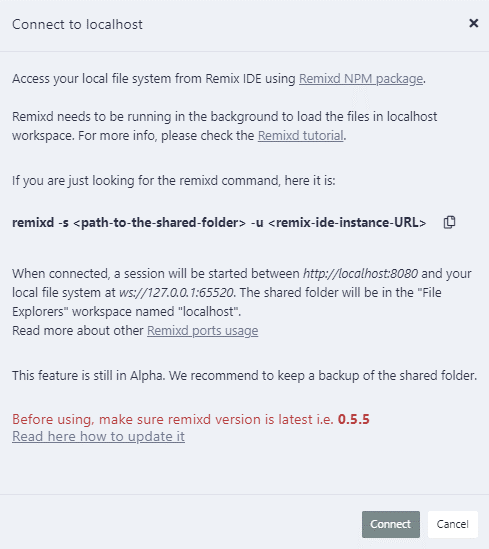 Connect to localhost
Access your local file system from Remix IDE using Remixd NPM package.
Remixd needs to be running in the background to load the files in localhost
workspace. For more info, please check the Remixd tutorial.
If you are just looking for the remixd command, here it is:
remixd -s <path-to-the-shared-folder> -u <remix-ide-instance-URL>
When connected, a session will be started between http://localhost:8080 and your
local file system at ws://127.0.0.1:65520. The shared folder will be in the "File
Explorers" workspace named "localhost".
Read more about other Remixd ports usage
This feature is still in Alpha. We recommend to keep a backup of the shared folder.
Before using, make sure remixd version is latest i.e. 0.5.5
Read here how to update it
Connect
Cancel